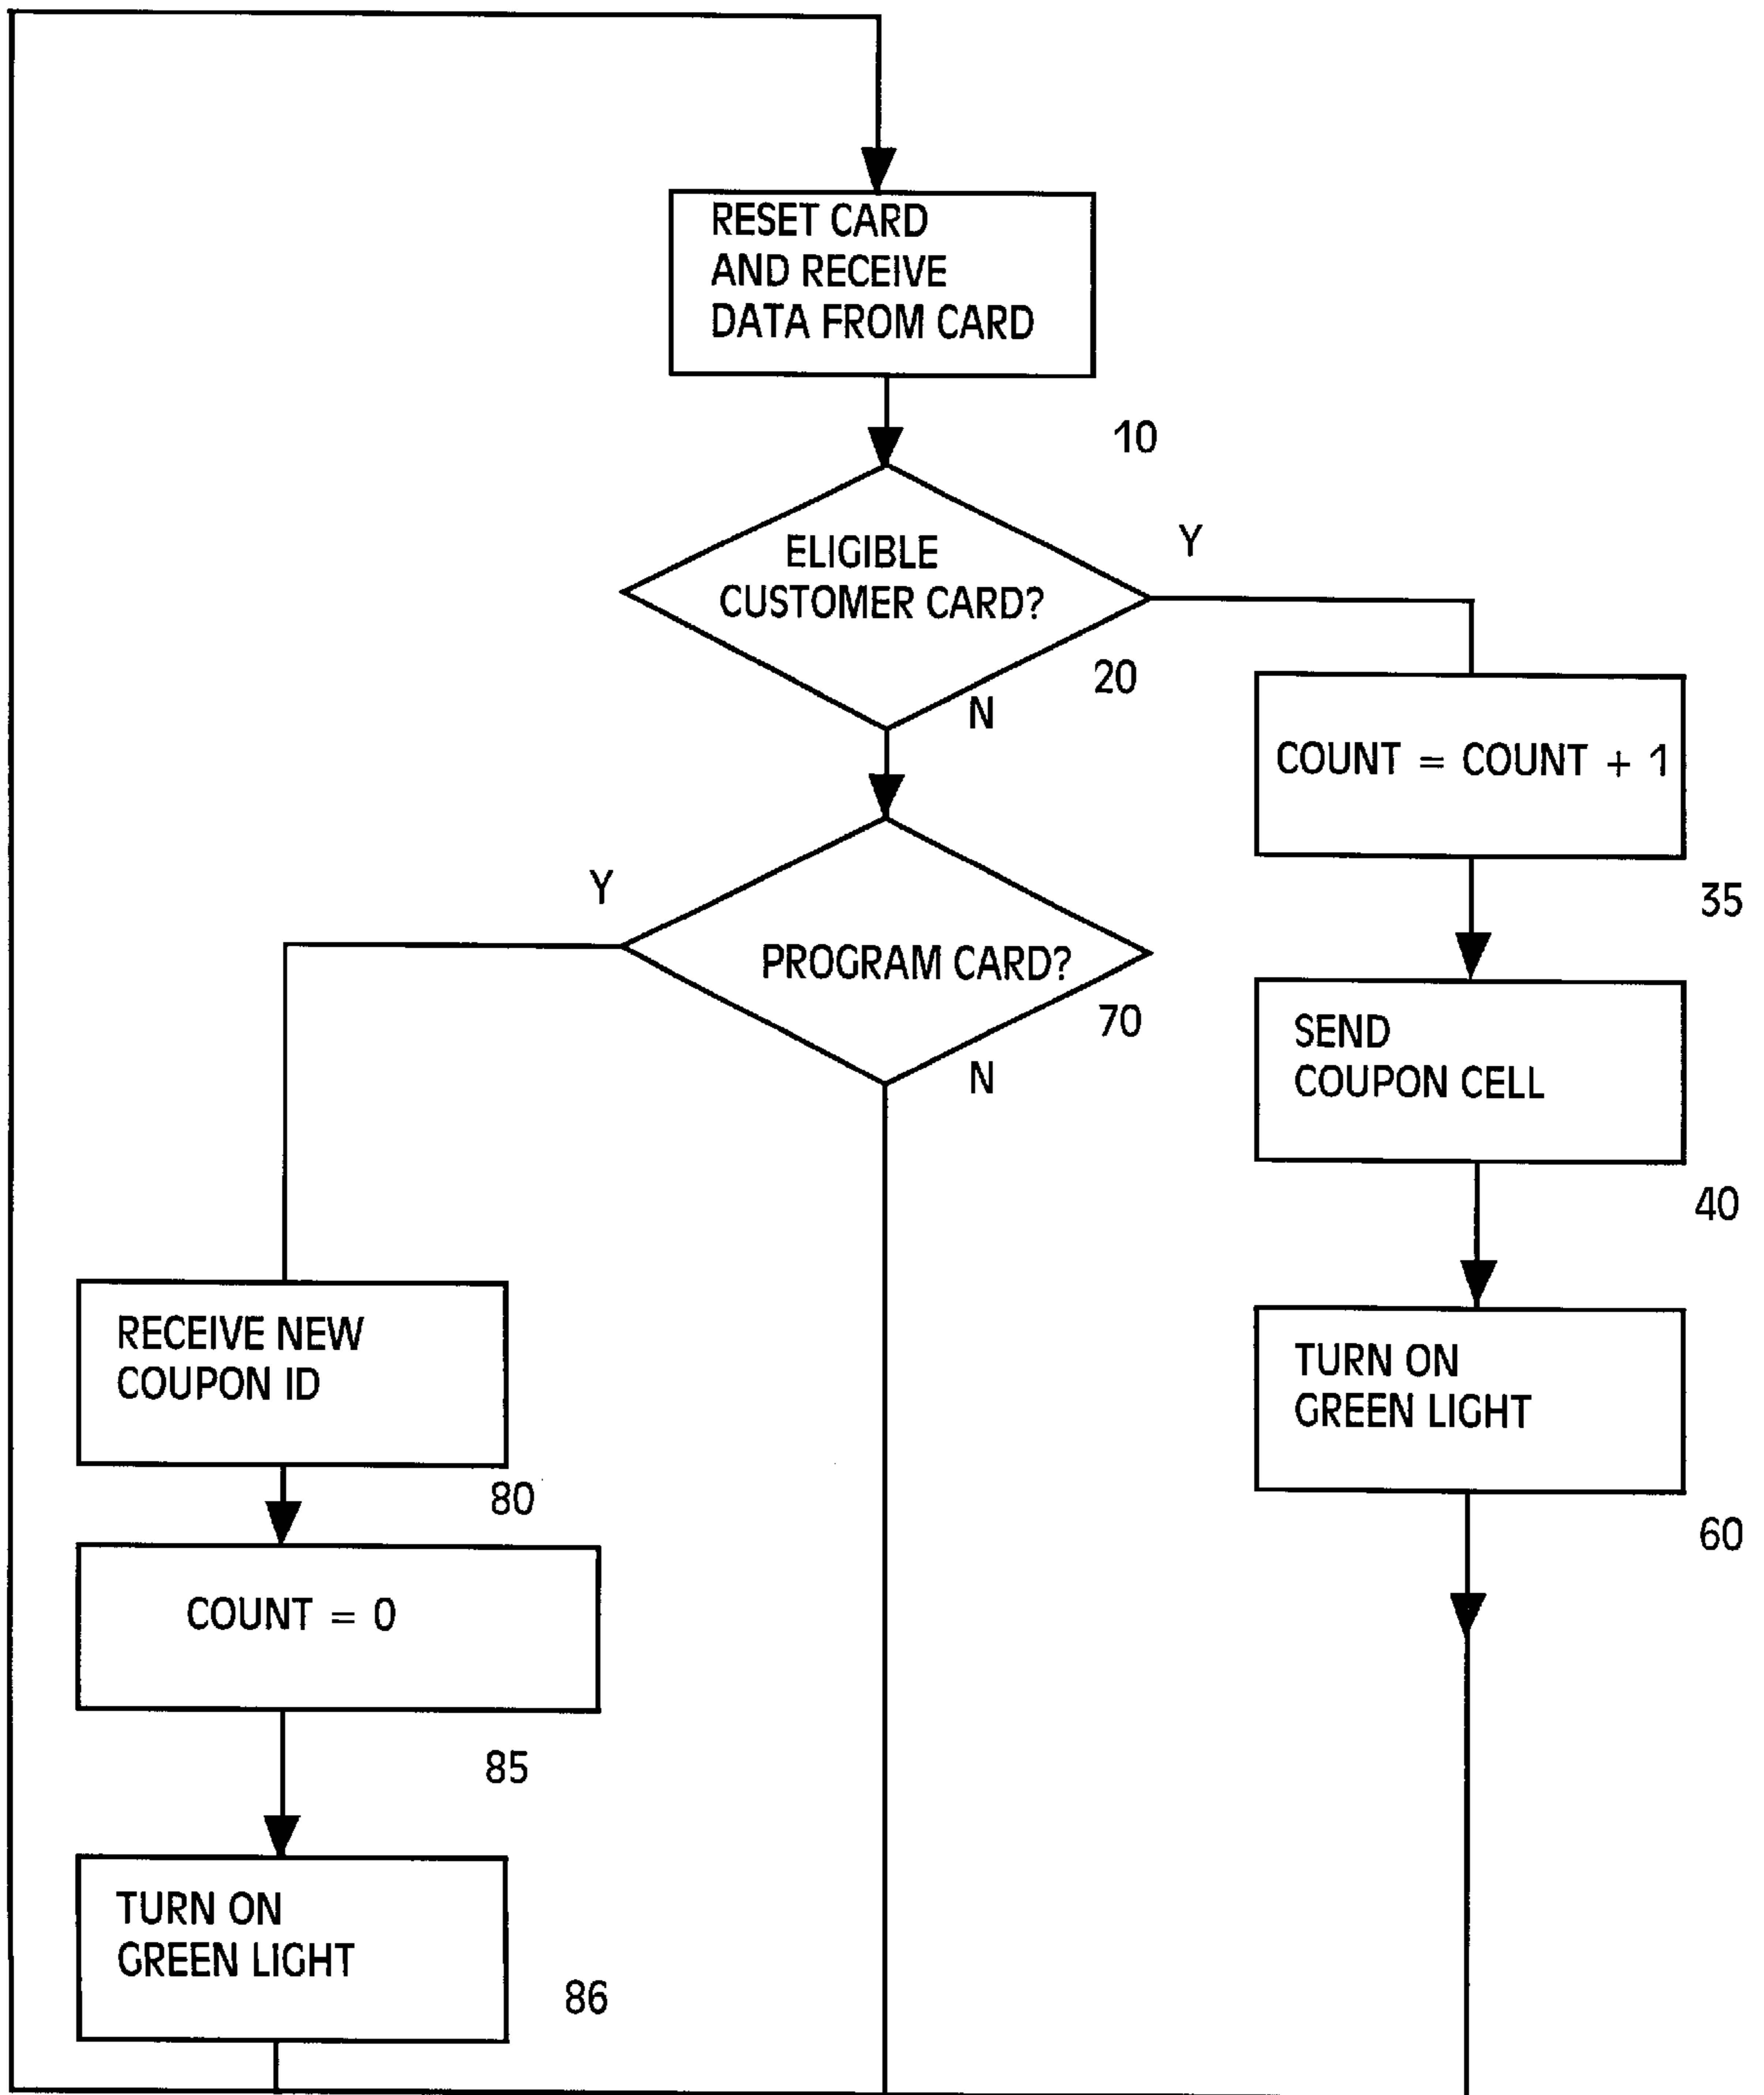 RESET CARD
AND RECEIVE
DATA FROM CARD
10
ELIGIBLE
CUSTOMER CARD?
Y
20
N
COUNT = COUNT + 1
35
Y
PROGRAM CARD?
70
N
SEND
COUPON CELL
40
RECEIVE NEW
COUPON ID
80
TURN ON
GREEN LIGHT
60
COUNT = 0
85
TURN ON
GREEN LIGHT
86